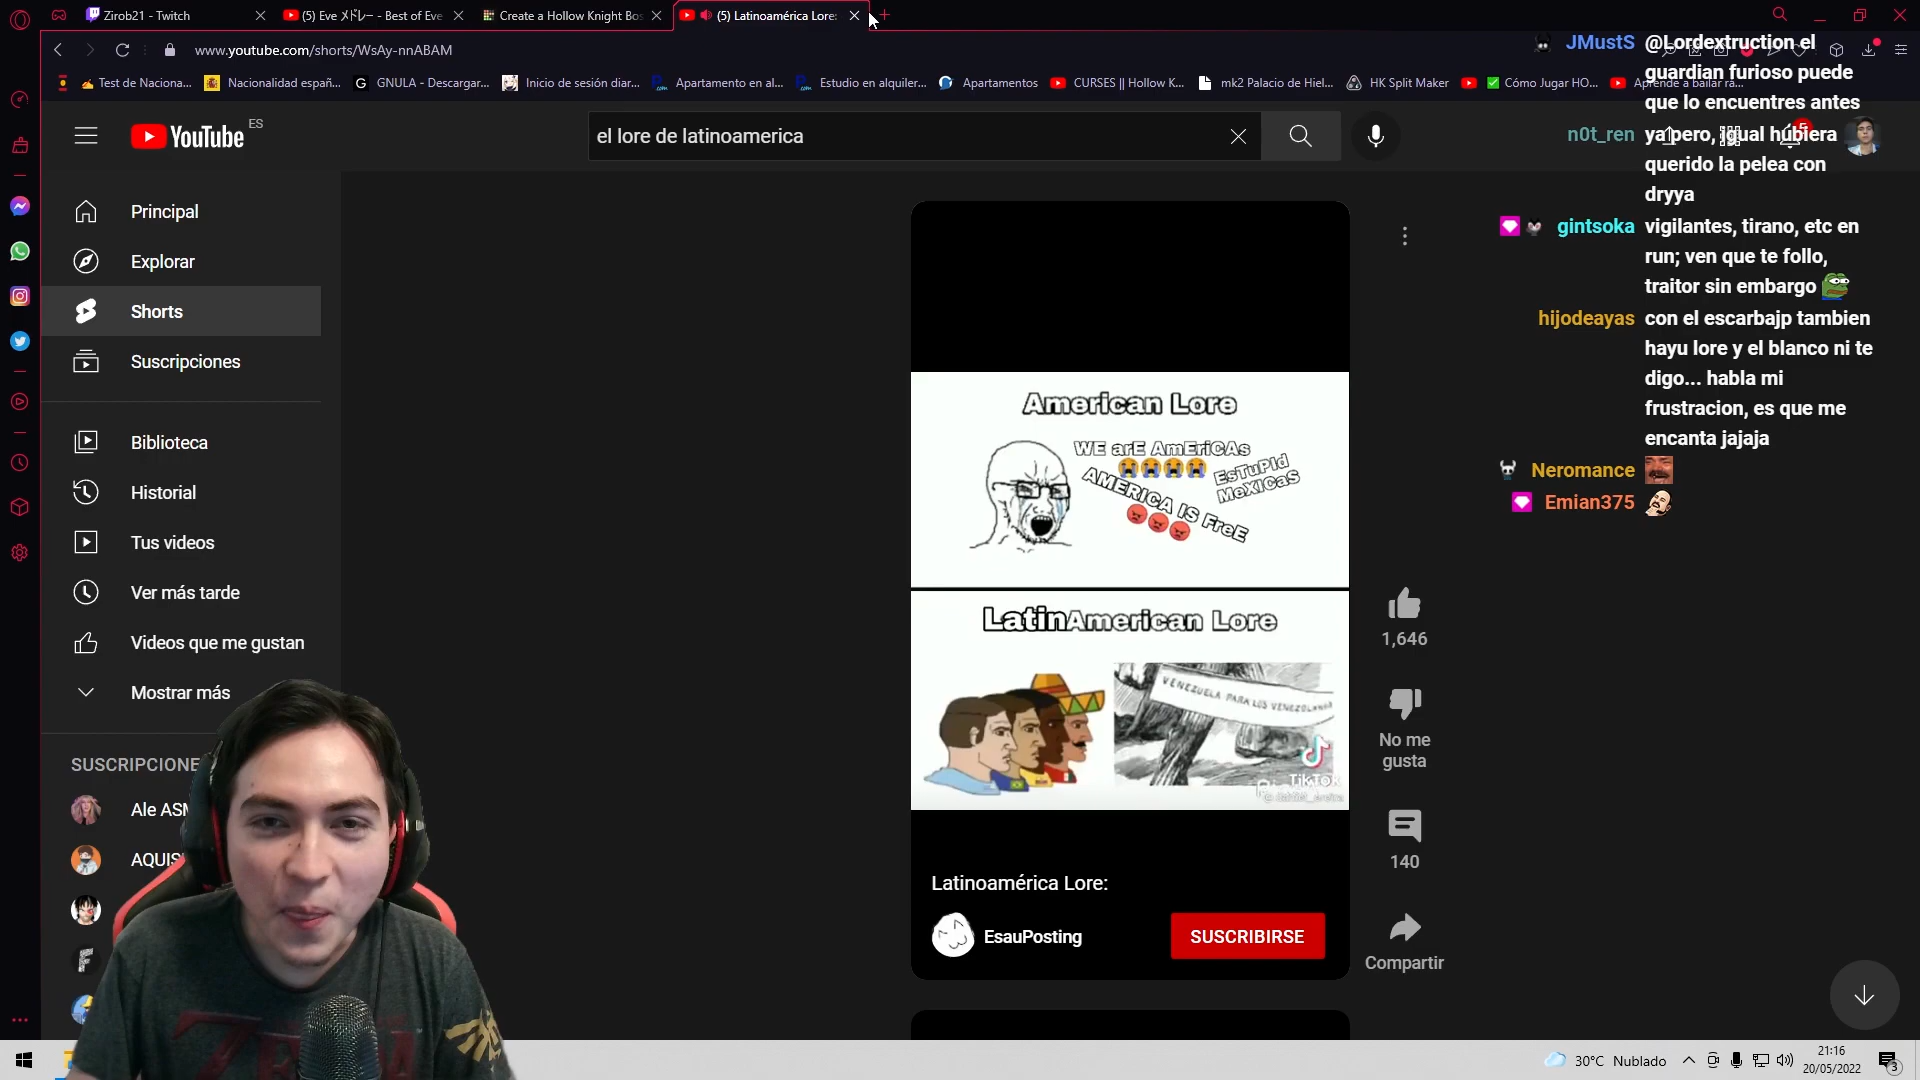 Zirob21 - Twitch
(5) Eve メドレー - Best of Eve
Create a Hollow Knight Bos
(5) Latinoamérica Lore:
www.youtube.com/shorts/WsAy-nnABAM
Test de Naciona...
Nacionalidad españ...
GNULA - Descargar...
Inicio de sesión diar...
Apartamento en al...
Estudio en alquiler...
Apartamentos
CURSES || Hollow K...
mk2 Palacio de Hiel...
HK Split Maker
Cómo Jugar HO...
Aprende a bailar ra...
YouTube ES
el lore de latinoamerica
5
Principal
Explorar
Shorts
Suscripciones
Biblioteca
Historial
Tus videos
Ver más tarde
Videos que me gustan
Mostrar más
SUSCRIPCIONE
Ale ASM
AQUIS
American Lore
WE arE AmEriCAs
EsTuPId
MeXICaS
AMERICA IS FreE
LatinAmerican Lore
VENEZUELA PARA LOS VENEZOLANOS
TikTok
Latinoamérica Lore:
EsauPosting
SUSCRIBIRSE
1,646
No me
gusta
140
Compartir
JMustS @Lordextruction el
guardian furioso puede
que lo encuentres antes
n0t_ren ya pero, igual hubiera
querido la pelea con
dryya
gintsoka vigilantes, tirano, etc en
run; ven que te follo,
traitor sin embargo
hijodeayas con el escarbajp tambien
hayu lore y el blanco ni te
digo... habla mi
frustracion, es que me
encanta jajaja
Neromance
Emian375
30°C Nublado
21:16
20/05/2022
3